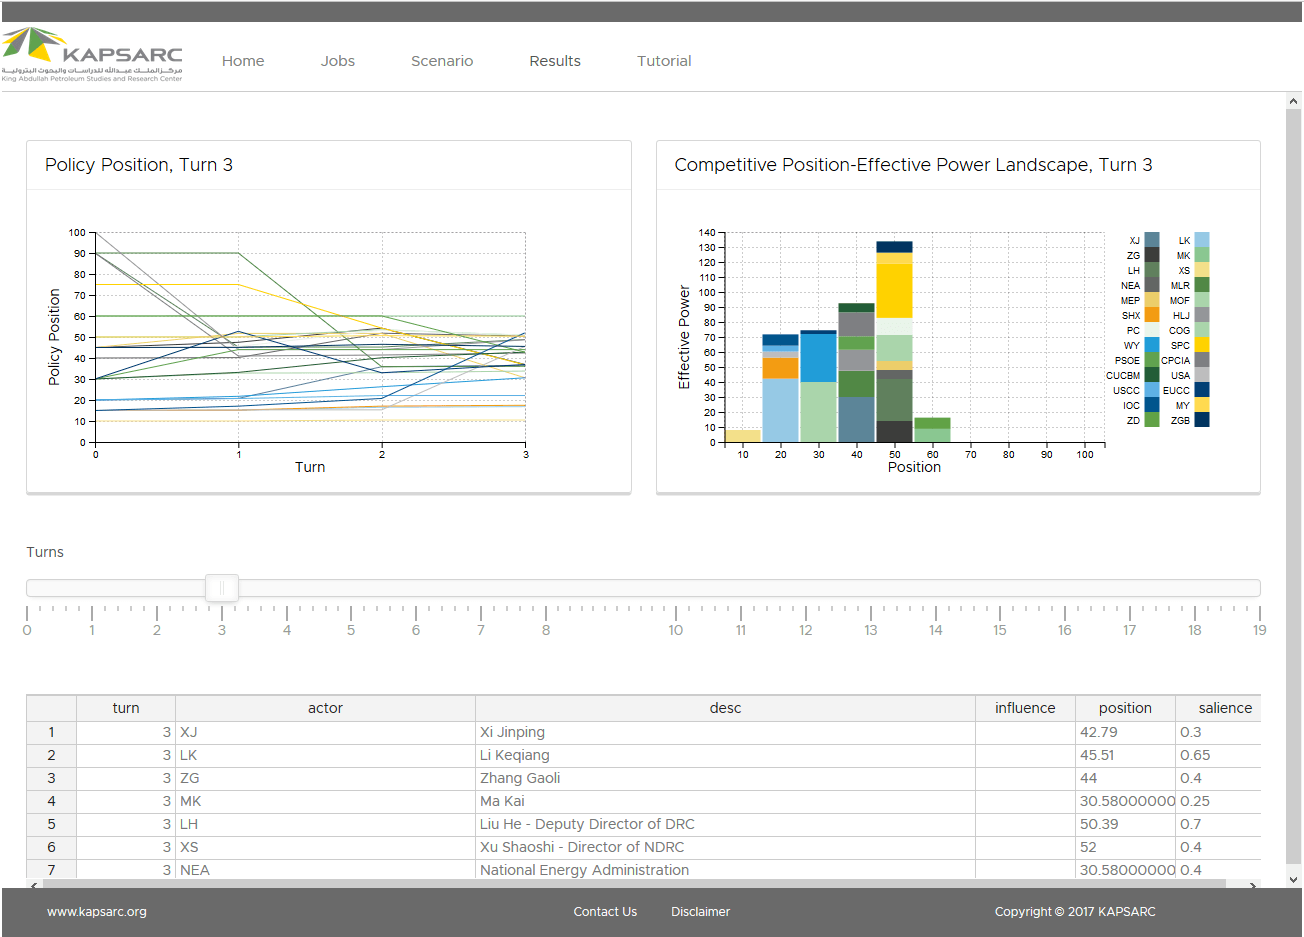 KAPSARC
مركز الملك عبدالله للدراسات والبحوث البترولية
King Abdullah Petroleum Studies and Research Center
Home Jobs Scenario Results Tutorial
Policy Position, Turn 3
100
90
80
70
60
50
40
30
20
10
0
Policy Position
0 1 2 3
Turn
Competitive Position-Effective Power Landscape, Turn 3
140
130
120
110
100
90
80
70
60
50
40
30
20
10
0
Effective Power
10 20 30 40 50 60 70 80 90 100
Position
XJ LK
ZG MK
LH XS
NEA MLR
MEP MOF
SHX HLJ
PC COG
WY SPC
PSOE CPCIA
CUCBM USA
USCC EUCC
IOC MY
ZD ZGB
Turns
0 1 2 3 4 5 6 7 8 10 11 12 13 14 15 16 17 18 19
turn actor desc influence position salience
1 3 XJ Xi Jinping 42.79 0.3
2 3 LK Li Keqiang 45.51 0.65
3 3 ZG Zhang Gaoli 44 0.4
4 3 MK Ma Kai 30.58000000 0.25
5 3 LH Liu He - Deputy Director of DRC 50.39 0.7
6 3 XS Xu Shaoshi - Director of NDRC 52 0.4
7 3 NEA National Energy Administration 30.58000000 0.4
www.kapsarc.org Contact Us Disclaimer Copyright © 2017 KAPSARC